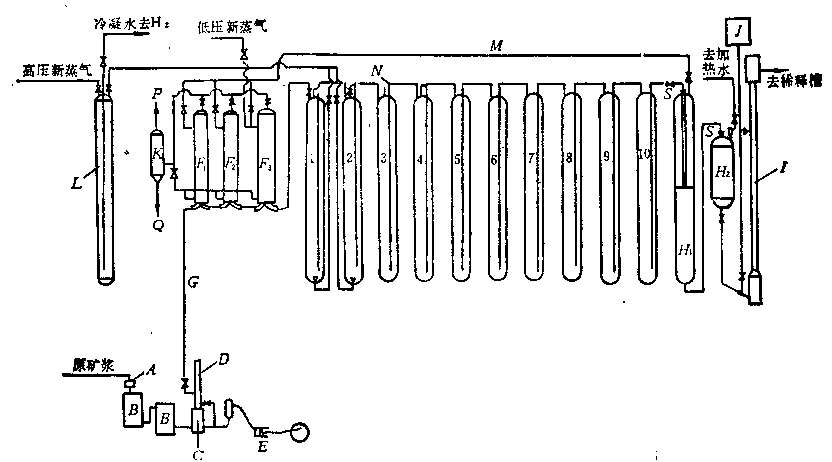 冷凝水去H₂
低压新蒸气
高压新蒸气
M
J
去加
热水
去稀释槽
N
P
S
S
K
F₁
F₂
F₃
1
2
3
4
5
6
7
8
9
10
L
H₂
I
Q
H₁
G
原矿浆
A
D
B
B
C
E